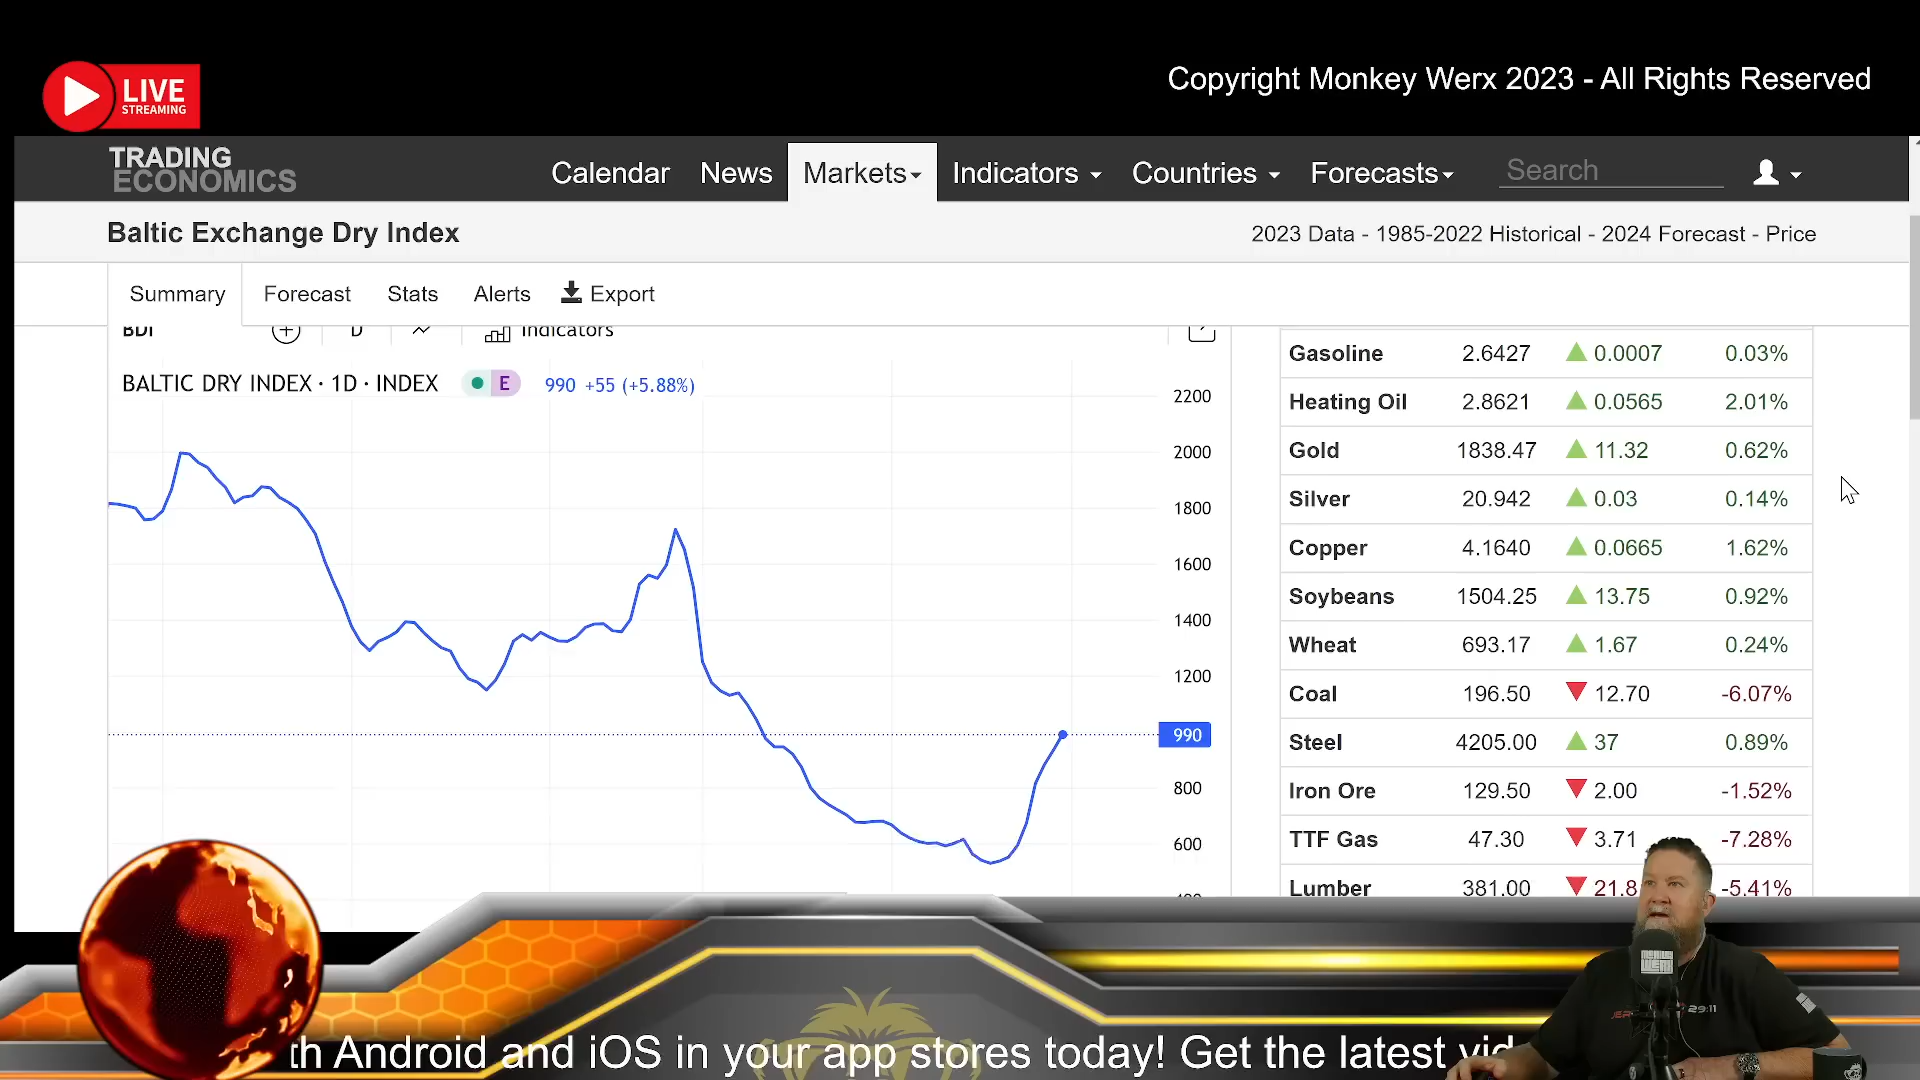 LIVE
STREAMING
Copyright Monkey Werx 2023 - All Rights Reserved
TRADING
ECONOMICS
Calendar News Markets Indicators Countries Forecasts Search
Baltic Exchange Dry Index
2023 Data - 1985-2022 Historical - 2024 Forecast - Price
Summary Forecast Stats Alerts Export
BDI D Indicators
BALTIC DRY INDEX · 1D · INDEX E 990 +55 (+5.88%)
2200
2000
1800
1600
1400
1200
990
800
600
Gasoline 2.6427 0.0007 0.03%
Heating Oil 2.8621 0.0565 2.01%
Gold 1838.47 11.32 0.62%
Silver 20.942 0.03 0.14%
Copper 4.1640 0.0665 1.62%
Soybeans 1504.25 13.75 0.92%
Wheat 693.17 1.67 0.24%
Coal 196.50 12.70 -6.07%
Steel 4205.00 37 0.89%
Iron Ore 129.50 2.00 -1.52%
TTF Gas 47.30 3.71 -7.28%
Lumber 381.00 21.8 -5.41%
29:11
th Android and iOS in your app stores today! Get the latest vid